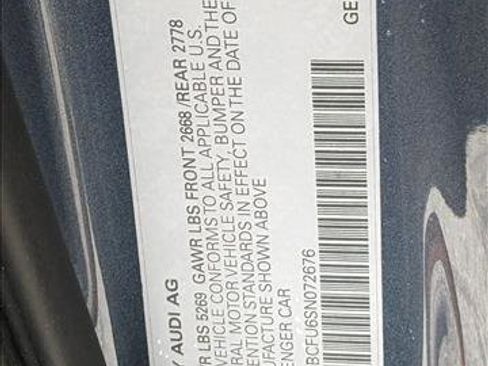 Y AUDI AG
R LBS 5269 GAWR LBS FRONT 2668 /REAR 2778
VEHICLE CONFORMS TO ALL APPLICABLE U.S.
RAL MOTOR VEHICLE SAFETY, BUMPER AND THE
ENTION STANDARDS IN EFFECT ON THE DATE OF
UFACTURE SHOWN ABOVE
ENGER CAR
BCFU6SN072676
GE